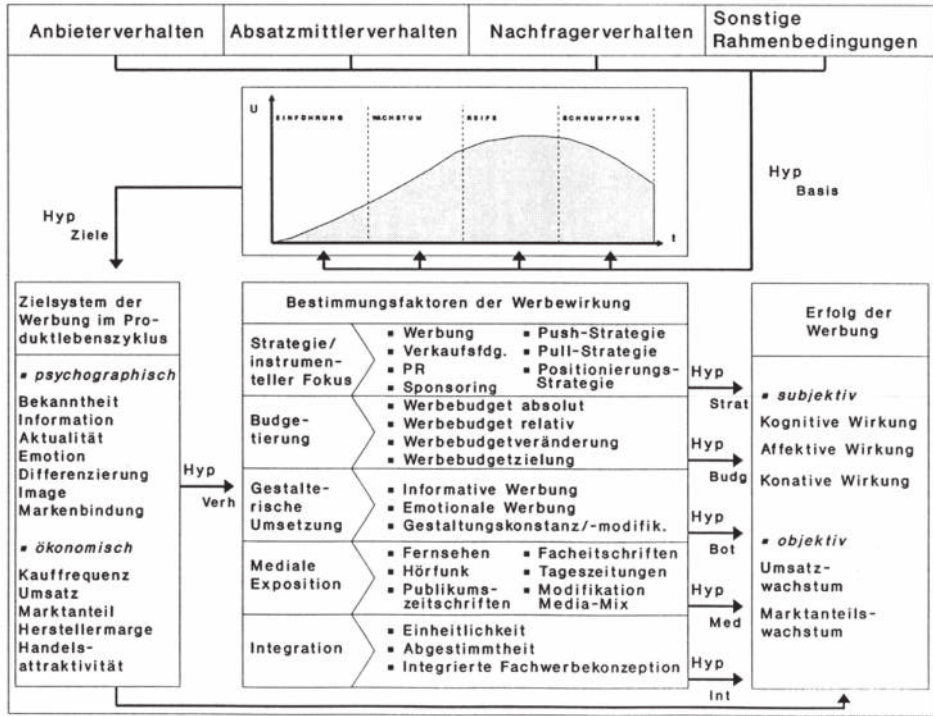 Anbieterverhalten
Absatzmittlerverhalten
Nachfragerverhalten
Sonstige
Rahmenbedingungen
U
EINFÜHRUNG
WACHSTUM
REIFE
SCHRUMPFUNG
t
Hyp
Ziele
Hyp
Basis
Zielsystem der
Werbung im Pro-
duktlebenszyklus
▪ psychographisch
Bekanntheit
Information
Aktualität
Emotion
Differenzierung
Image
Markenbindung
▪ ökonomisch
Kauffrequenz
Umsatz
Marktanteil
Herstellermarge
Handels-
attraktivität
Hyp
Verh
Bestimmungsfaktoren der Werbewirkung
Strategie/
instrumen-
teller Fokus
▪ Werbung
▪ Verkaufsfdg.
▪ PR
▪ Sponsoring
▪ Push-Strategie
▪ Pull-Strategie
▪ Positionierungs-
Strategie
Hyp
Strat
Budge-
tierung
▪ Werbebudget absolut
▪ Werbebudget relativ
▪ Werbebudgetveränderung
▪ Werbebudgetzielung
Hyp
Budg
Gestalte-
rische
Umsetzung
▪ Informative Werbung
▪ Emotionale Werbung
▪ Gestaltungskonstanz/-modifik.
Hyp
Bot
Mediale
Exposition
▪ Fernsehen
▪ Hörfunk
▪ Publikums-
zeitschriften
▪ Facheitschriften
▪ Tageszeitungen
▪ Modifikation
Media-Mix
Hyp
Med
Integration
▪ Einheitlichkeit
▪ Abgestimmtheit
▪ Integrierte Fachwerbekonzeption
Hyp
Int
Erfolg der
Werbung
▪ subjektiv
Kognitive Wirkung
Affektive Wirkung
Konative Wirkung
▪ objektiv
Umsatz-
wachstum
Marktanteils-
wachstum